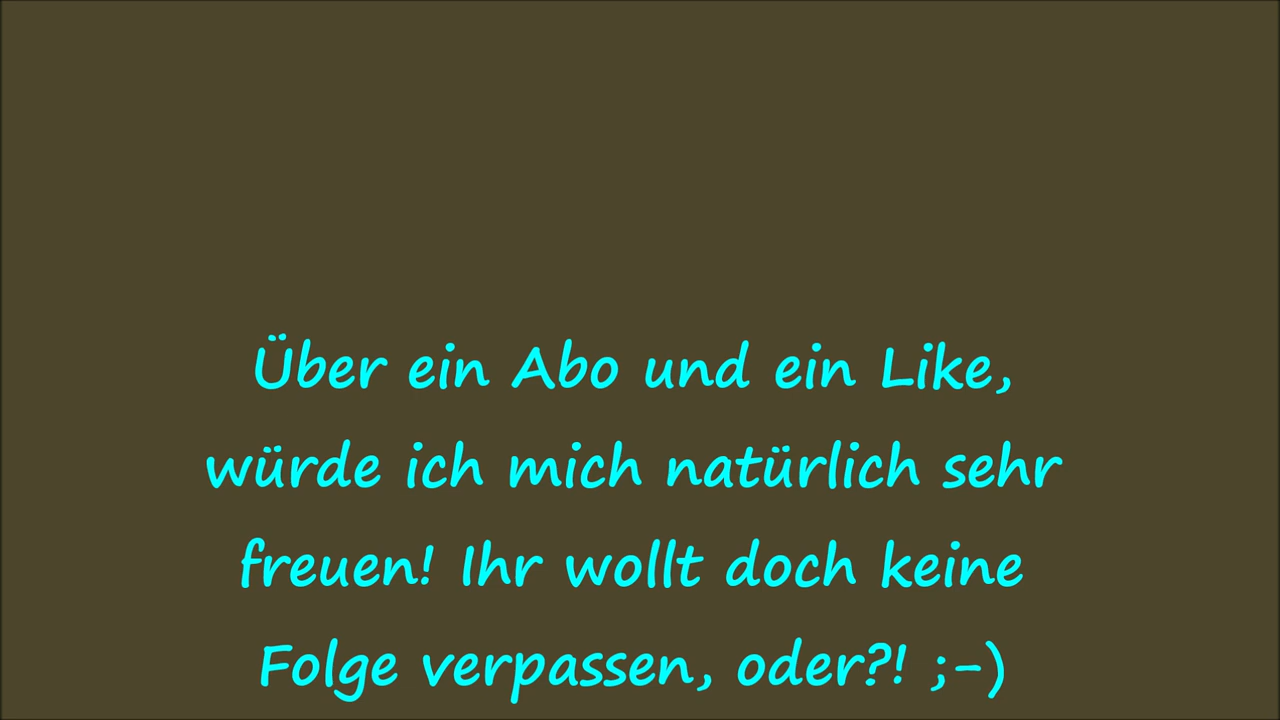 Über ein Abo und ein Like,
würde ich mich natürlich sehr
freuen! Ihr wollt doch keine
Folge verpassen, oder?! ;-)